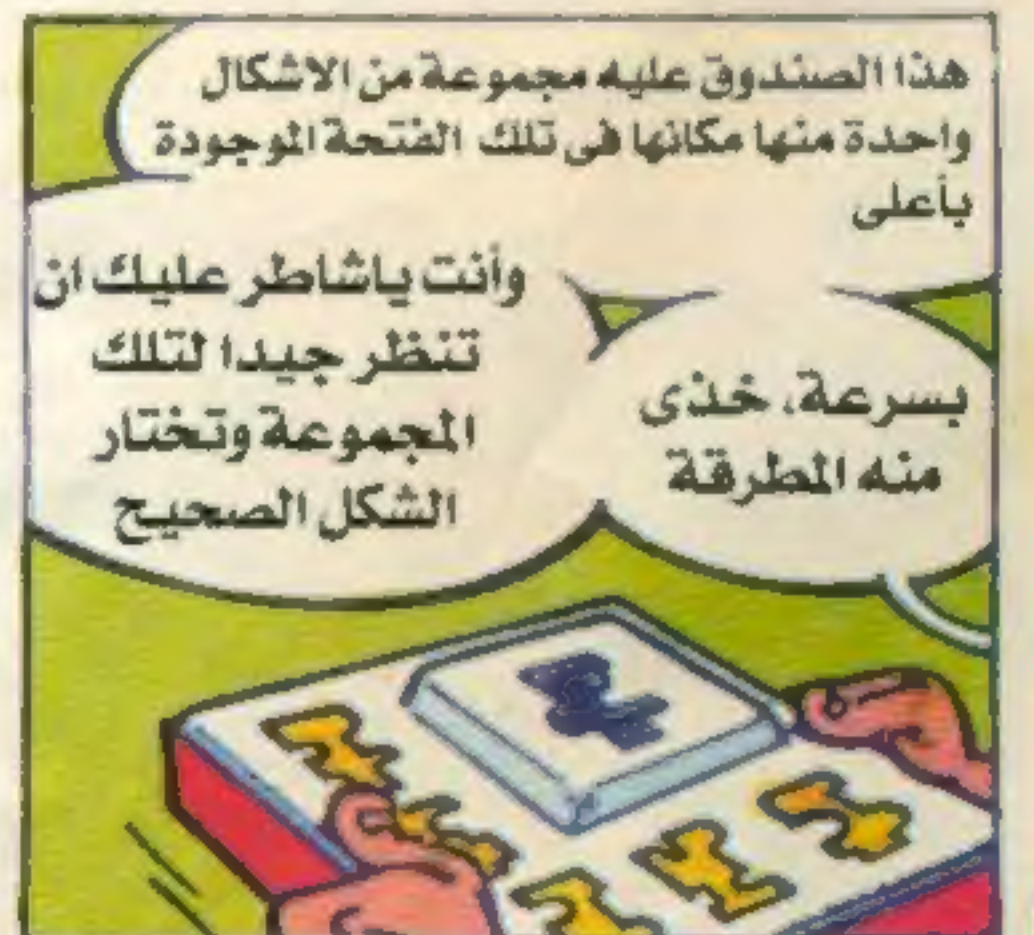 هذا الصندوق عليه مجموعة من الاشكال
واحدة منها مكانها فى تلك الفتحة الموجودة
بأعلى
وأنت ياشاطر عليك ان
تنظر جيدا لتلك
المجموعة وتختار
الشكل الصحيح
بسرعة، خذى
منه المطرقة